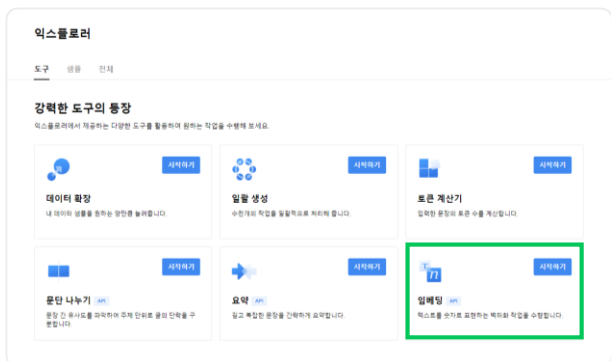 익스플로러
도구 샘플 전체
강력한 도구의 등장
익스플로러에서 제공하는 다양한 도구를 활용하여 원하는 작업을 수행해 보세요.
시작하기
데이터 확장
내 데이터 샘플을 원하는 양만큼 늘려줍니다.
시작하기
일괄 생성
수천개의 작업을 일괄적으로 처리해 줍니다.
시작하기
토큰 계산기
입력한 문장의 토큰 수를 계산합니다.
시작하기
문단 나누기 API
문장 간 유사도를 파악하여 주제 단위로 글의 단락을 구
분합니다.
시작하기
요약 API
길고 복잡한 문장을 간략하게 요약합니다.
시작하기
임베딩 API
텍스트를 숫자로 표현하는 벡터화 작업을 수행합니다.